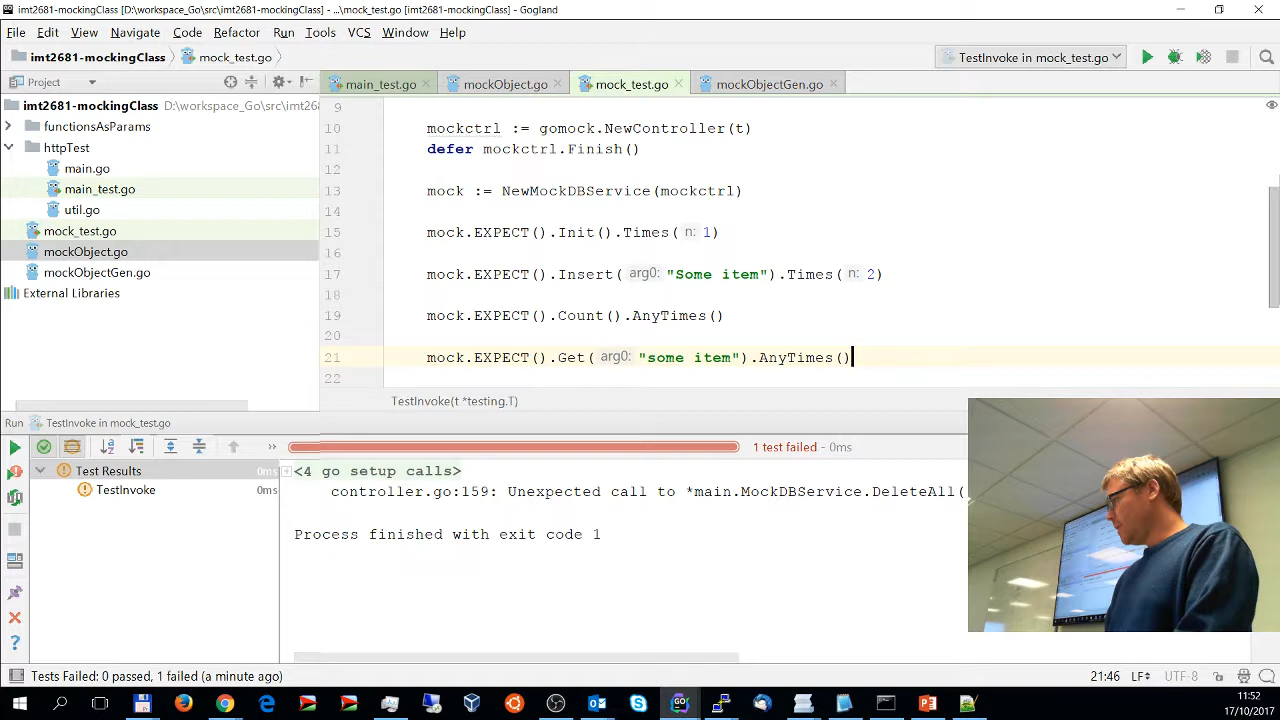 imt2681-mockingClass [D:\workspace_Go\src\imt2681-mockingClass] - ...\mock_test.go [imt2681-mockingClass] - Gogland
File Edit View Navigate Code Refactor Run Tools VCS Window Help
imt2681-mockingClass mock_test.go TestInvoke in mock_test.go
Project main_test.go mockObject.go mock_test.go mockObjectGen.go
imt2681-mockingClass D:\workspace_Go\src\imt26
functionsAsParams
httpTest
main.go
main_test.go
util.go
mock_test.go
mockObject.go
mockObjectGen.go
External Libraries
9
10 mockctrl := gomock.NewController(t)
11 defer mockctrl.Finish()
12
13 mock := NewMockDBService(mockctrl)
14
15 mock.EXPECT().Init().Times( n: 1)
16
17 mock.EXPECT().Insert( arg0: "Some item").Times( n: 2)
18
19 mock.EXPECT().Count().AnyTimes()
20
21 mock.EXPECT().Get( arg0: "some item").AnyTimes()
22
TestInvoke(t *testing.T)
Run TestInvoke in mock_test.go
1 test failed - 0ms
Test Results 0ms
TestInvoke 0ms
<4 go setup calls>
controller.go:159: Unexpected call to *main.MockDBService.DeleteAll(
Process finished with exit code 1
Tests Failed: 0 passed, 1 failed (a minute ago) 21:46 LF UTF-8
11:52
17/10/2017